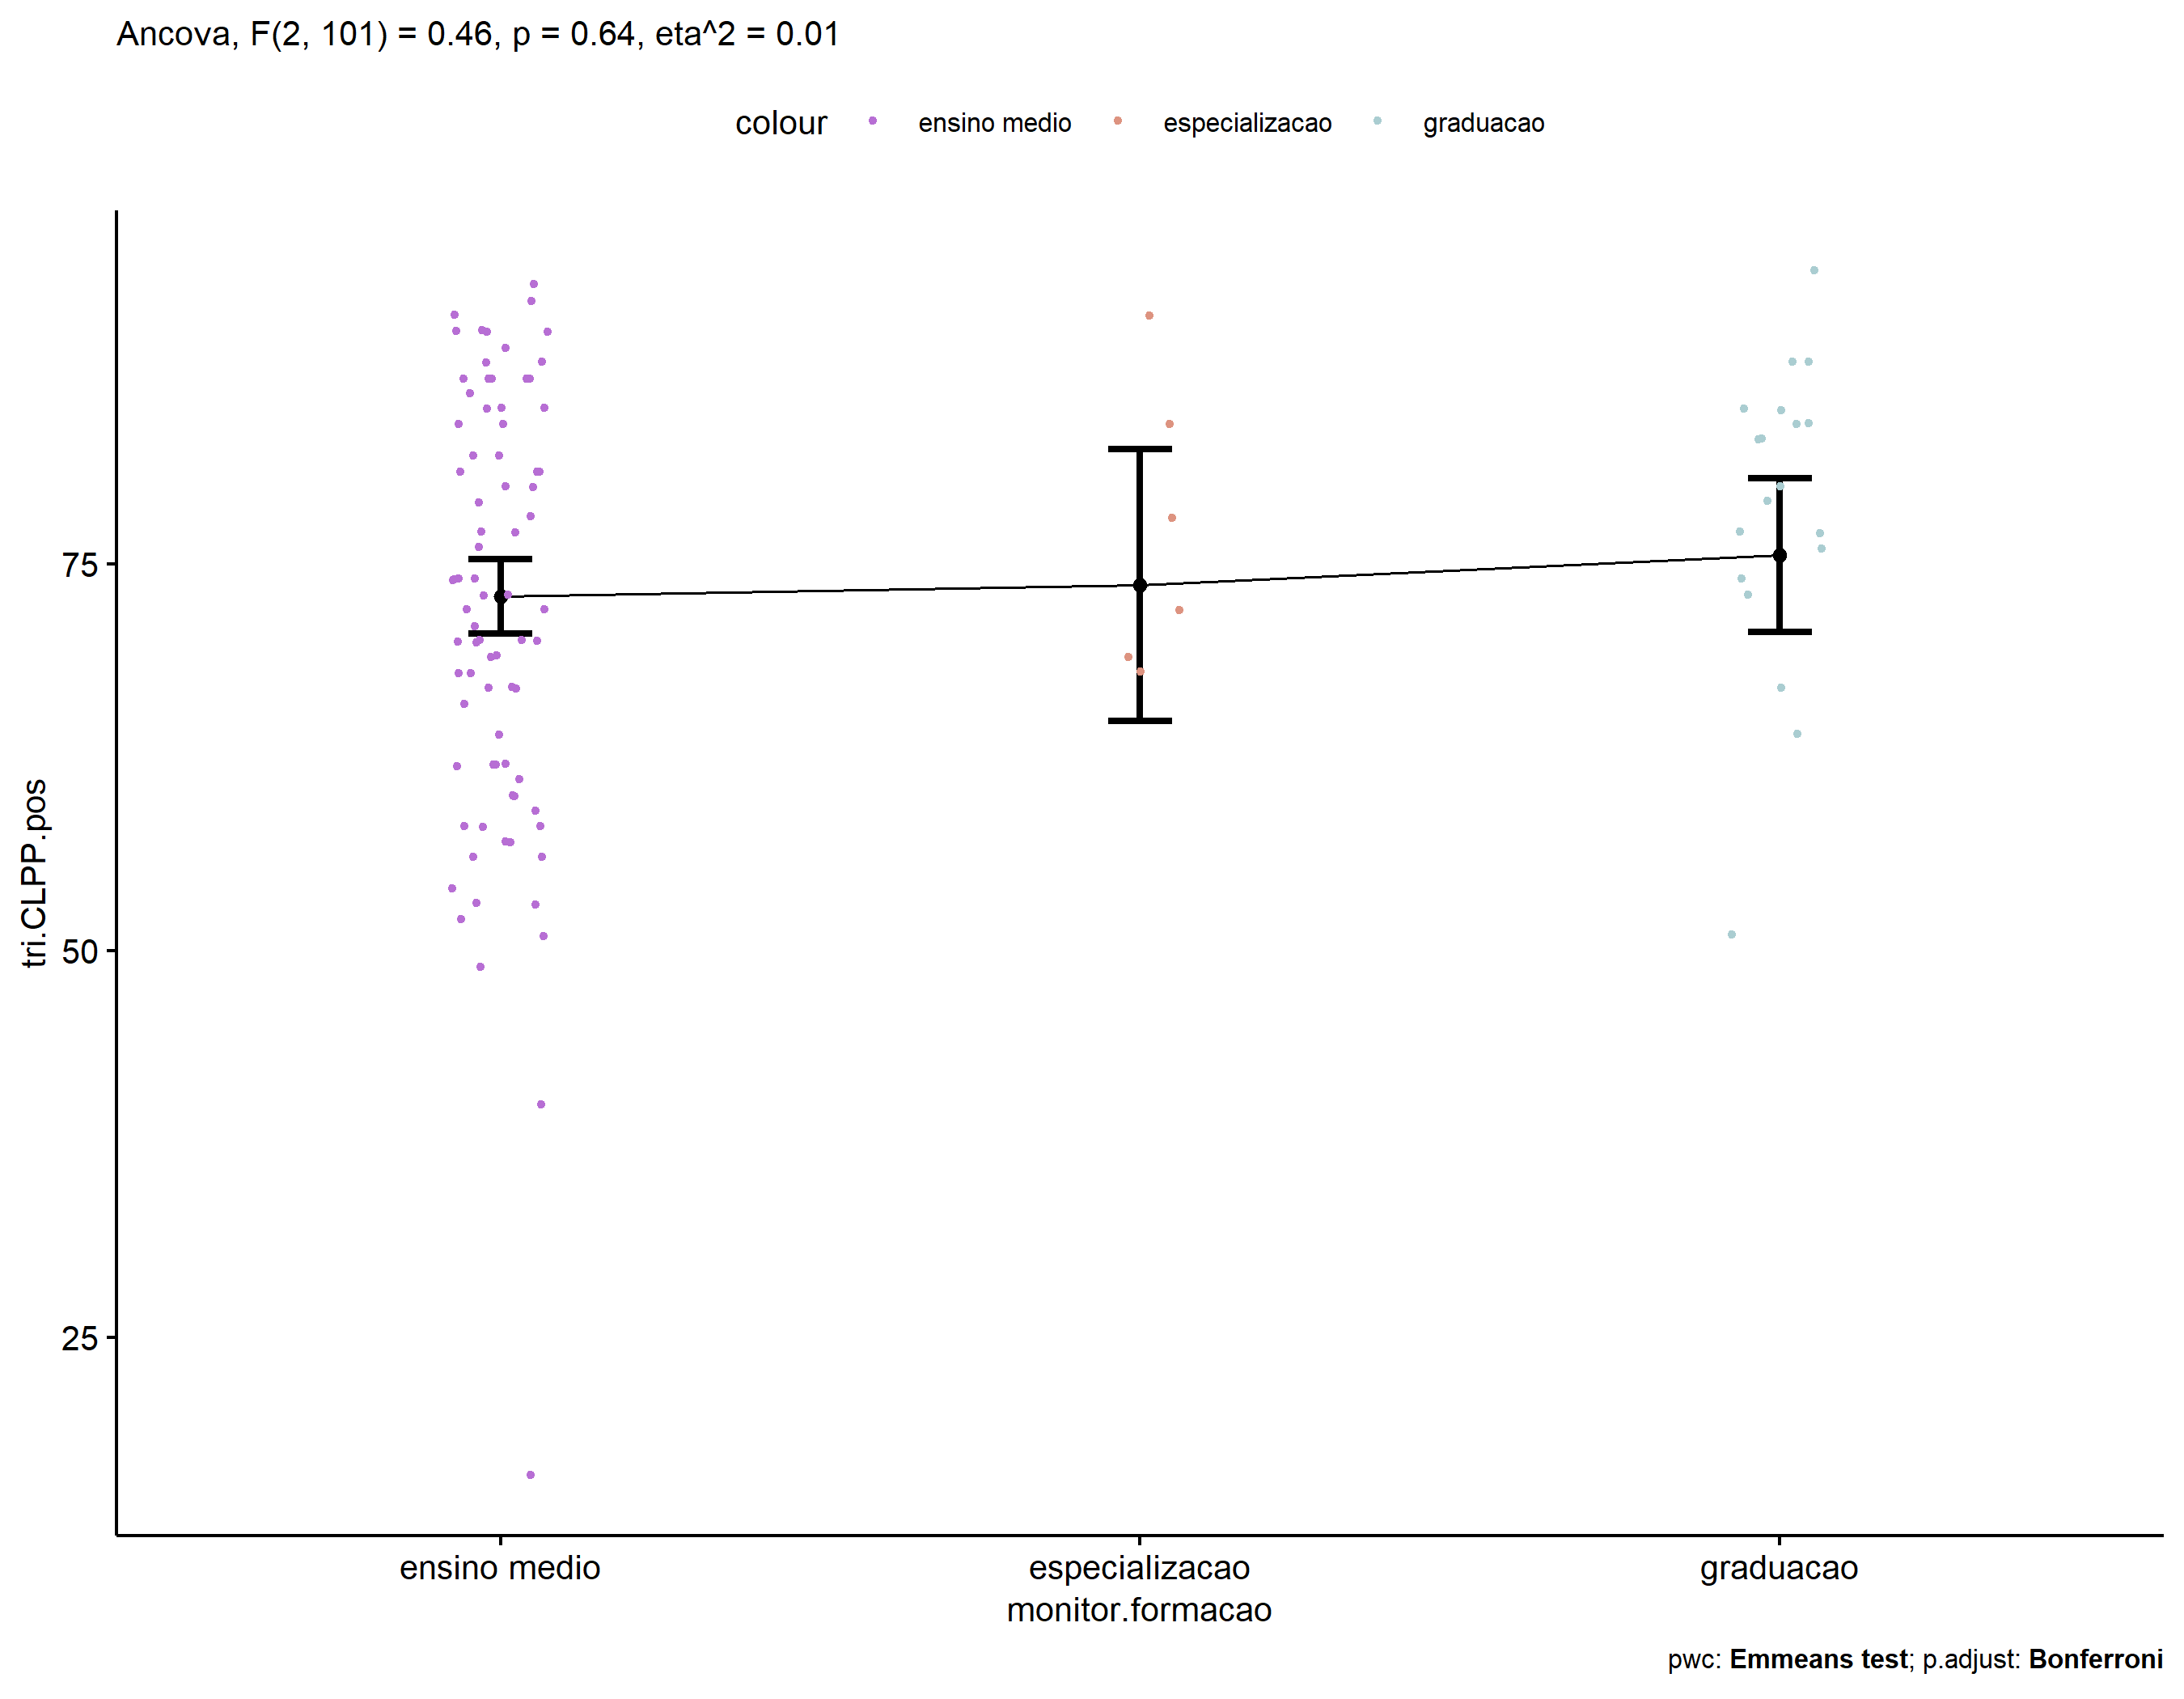 Ancova, F(2, 101) = 0.46, p = 0.64, eta^2 = 0.01
colour ensino medio especializacao graduacao
tri.CLPP.pos
75
50
25
ensino medio especializacao graduacao
monitor.formacao
pwc: Emmeans test; p.adjust: Bonferroni